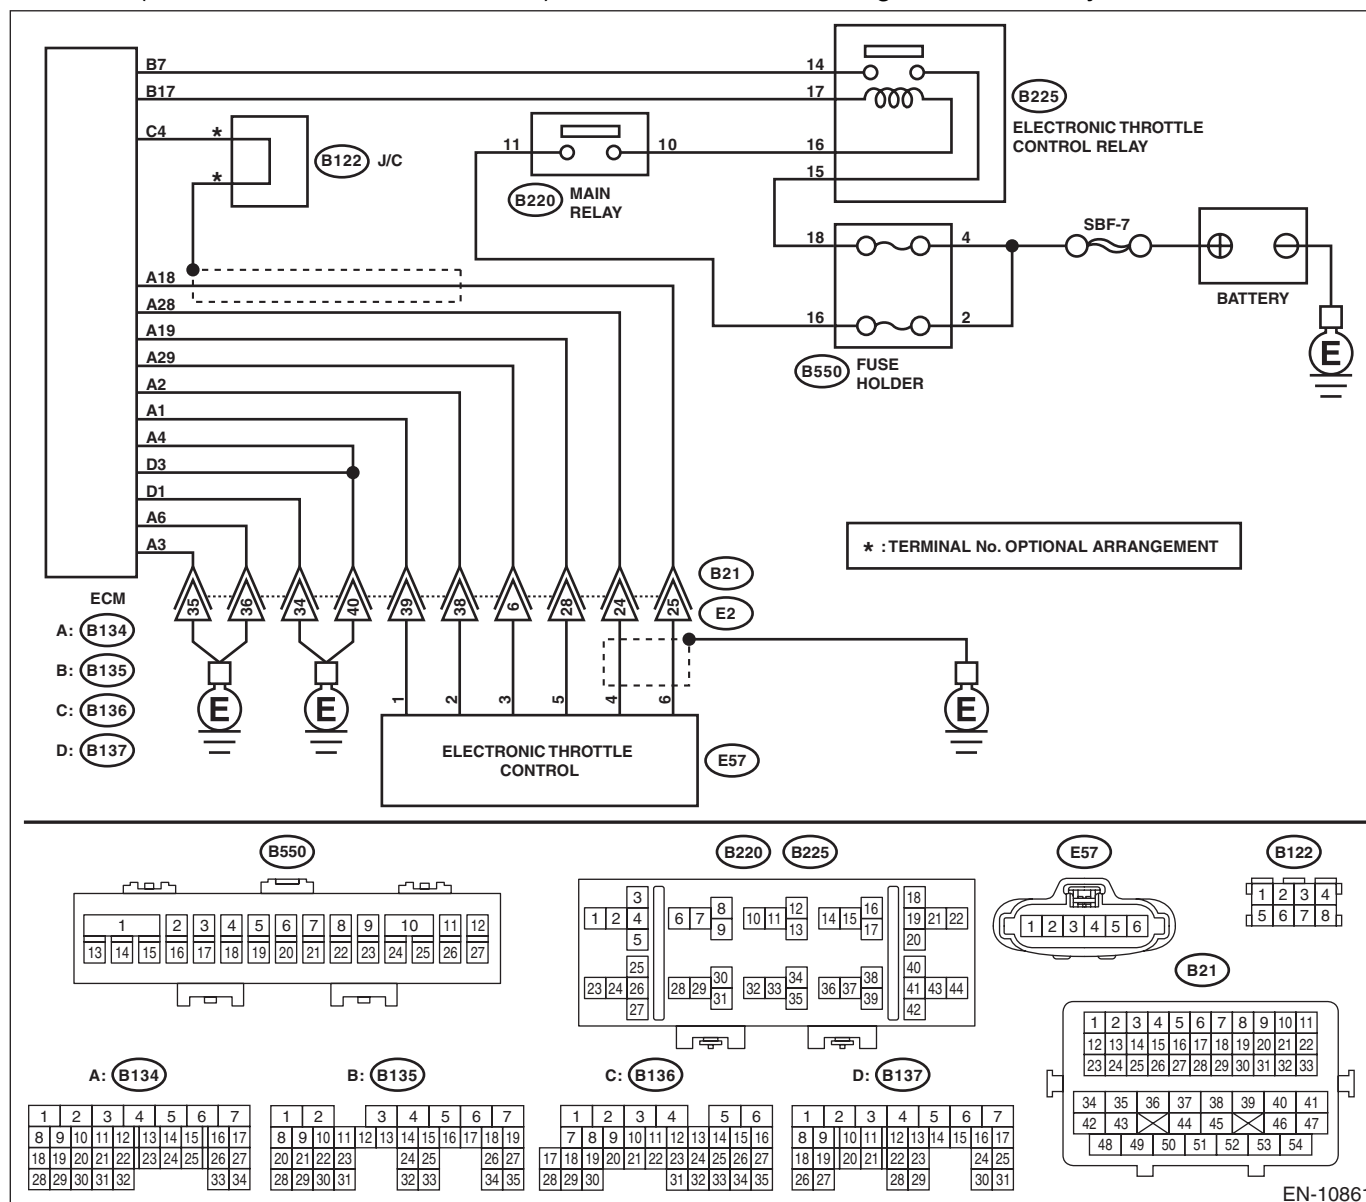 B7
14
B17
17
B225
ELECTRONIC THROTTLE
CONTROL RELAY
C4
*
*
B122 J/C
11
10
16
15
B220 MAIN
RELAY
SBF-7
18
4
BATTERY
16
2
E
B550 FUSE
HOLDER
A18
A28
A19
A29
A2
A1
A4
D3
D1
A6
A3
* : TERMINAL No. OPTIONAL ARRANGEMENT
ECM
A: B134
B: B135
C: B136
D: B137
35 36 34 40 39 38 6 28 24 25
B21
E2
E E E
1 2 3 5 4 6
ELECTRONIC THROTTLE
CONTROL
E57
B550
1 2 3 4 5 6 7 8 9 10 11 12
13 14 15 16 17 18 19 20 21 22 23 24 25 26 27
B220 B225
3 8 12 16 18
1 2 4 6 7 10 11 14 15 19 21 22
5 9 13 17 20
25 30 34 38 40
23 24 26 28 29 32 33 36 37 41 43 44
27 31 35 39 42
E57
1 2 3 4 5 6
B122
1 2 3 4
5 6 7 8
B21
1 2 3 4 5 6 7 8 9 10 11
12 13 14 15 16 17 18 19 20 21 22
23 24 25 26 27 28 29 30 31 32 33
34 35 36 37 38 39 40 41
42 43 44 45 46 47
48 49 50 51 52 53 54
A: B134
1 2 3 4 5 6 7
8 9 10 11 12 13 14 15 16 17
18 19 20 21 22 23 24 25 26 27
28 29 30 31 32 33 34
B: B135
1 2 3 4 5 6 7
8 9 10 11 12 13 14 15 16 17 18 19
20 21 22 23 24 25 26 27
28 29 30 31 32 33 34 35
C: B136
1 2 3 4 5 6
7 8 9 10 11 12 13 14 15 16
17 18 19 20 21 22 23 24 25 26 27
28 29 30 31 32 33 34 35
D: B137
1 2 3 4 5 6 7
8 9 10 11 12 13 14 15 16 17
18 19 20 21 22 23 24 25
26 27 28 29 30 31